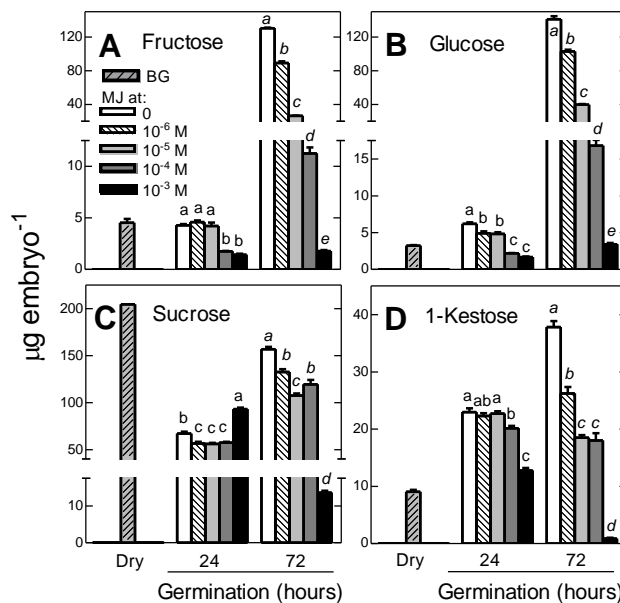 A Fructose
BG
MJ at:
0
10⁻⁶ M
10⁻⁵ M
10⁻⁴ M
10⁻³ M
120
80
40
10
5
0
a a a b b
a b c d e
B Glucose
120
80
40
15
10
5
0
a b b c c
a b c d e
C Sucrose
200
150
100
50
10
0
b c c c a
a b c c d
D 1-Kestose
40
30
20
10
0
a ab a b c
a b c c d
µg embryo⁻¹
Dry 24 72
Germination (hours)
Dry 24 72
Germination (hours)